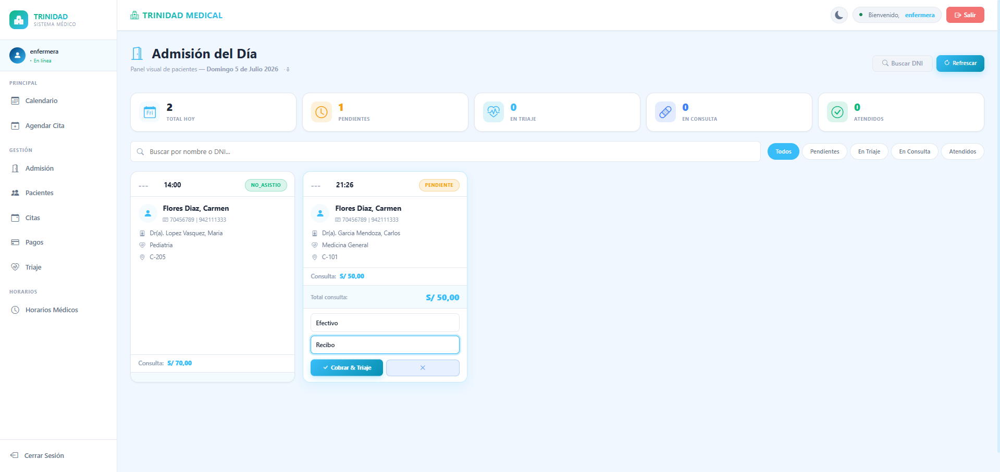 TRINIDAD
SISTEMA MÉDICO
enfermera
• En línea
PRINCIPAL
Calendario
Agendar Cita
GESTIÓN
Admisión
Pacientes
Citas
Pagos
Triaje
HORARIOS
Horarios Médicos
Cerrar Sesión
TRINIDAD MEDICAL
Bienvenido, enfermera
Salir
Admisión del Día
Panel visual de pacientes — Domingo 5 de Julio 2026
Buscar DNI
Refrescar
Fri
2
TOTAL HOY
1
PENDIENTES
0
EN TRIAJE
0
EN CONSULTA
0
ATENDIDOS
Buscar por nombre o DNI...
Todos
Pendientes
En Triaje
En Consulta
Atendidos
--- 14:00 NO_ASISTIO
Flores Diaz, Carmen
70456789 | 942111333
Dr(a). Lopez Vasquez, Maria
Pediatria
C-205
Consulta: S/ 70,00
--- 21:26 PENDIENTE
Flores Diaz, Carmen
70456789 | 942111333
Dr(a). Garcia Mendoza, Carlos
Medicina General
C-101
Consulta: S/ 50,00
Total consulta: S/ 50,00
Efectivo
Recibo
Cobrar & Triaje